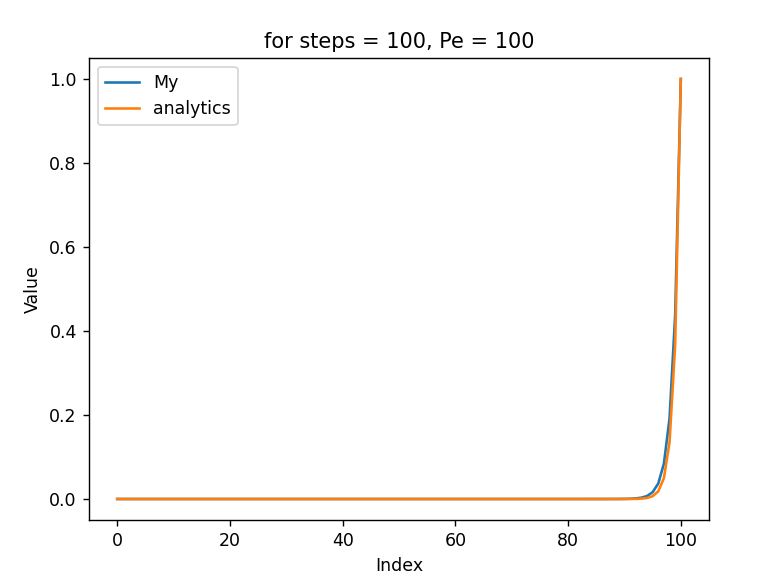 for steps = 100, Pe = 100
My
analytics
1.0
0.8
0.6
0.4
0.2
0.0
Value
0 20 40 60 80 100
Index